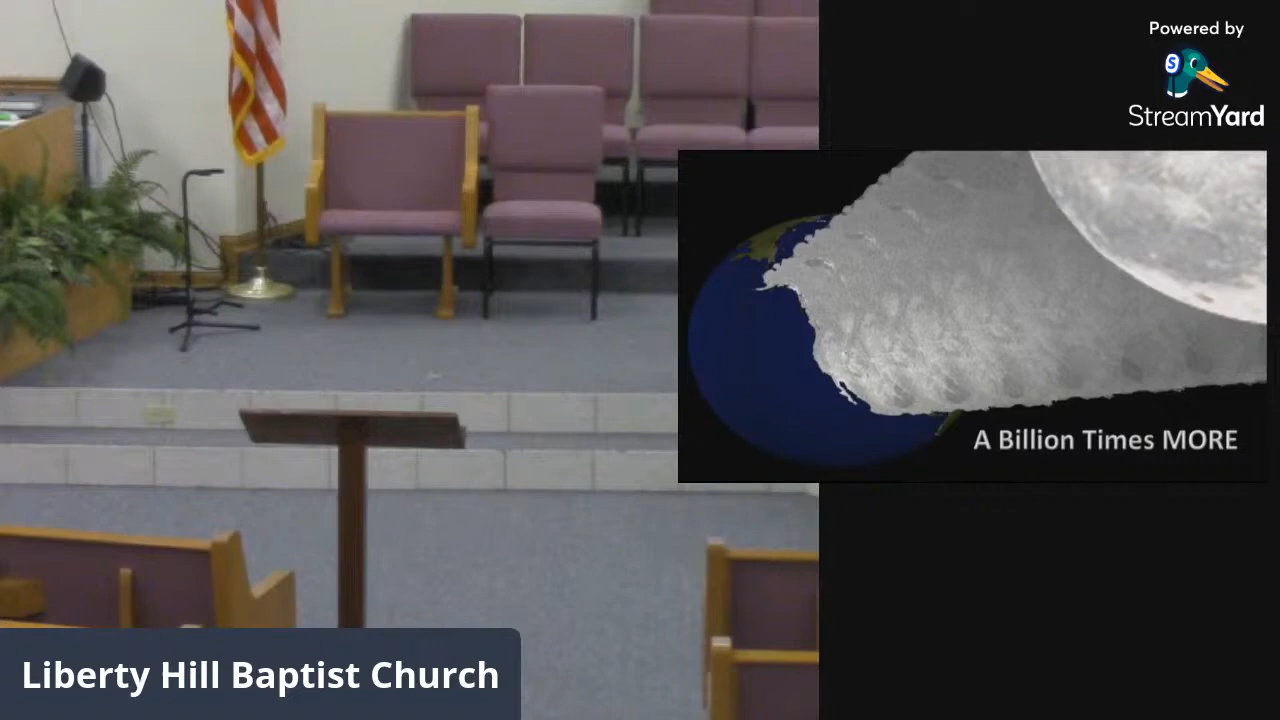 Powered by
S
StreamYard
A Billion Times MORE
Liberty Hill Baptist Church